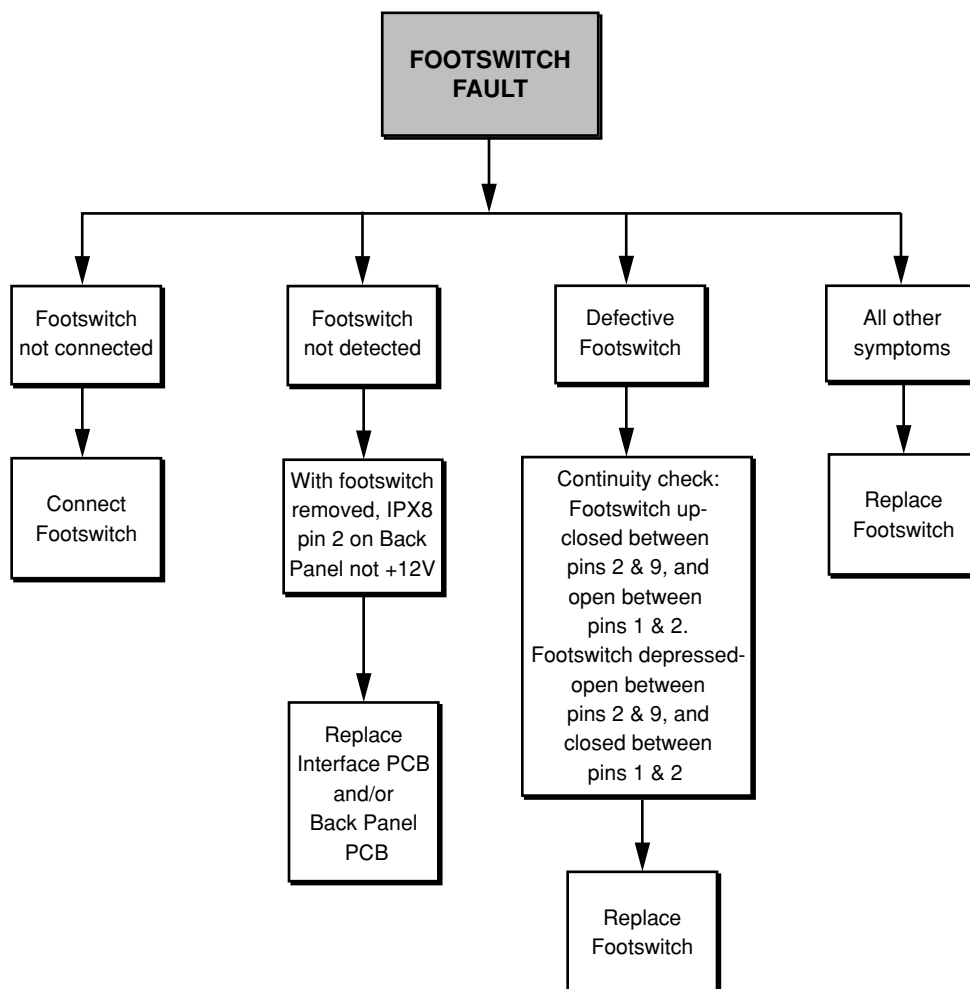 FOOTSWITCH
FAULT
Footswitch
not connected
Footswitch
not detected
Defective
Footswitch
All other
symptoms
Connect
Footswitch
With footswitch
removed, IPX8
pin 2 on Back
Panel not +12V
Continuity check:
Footswitch up-
closed between
pins 2 & 9, and
open between
pins 1 & 2.
Footswitch depressed-
open between
pins 2 & 9, and
closed between
pins 1 & 2
Replace
Footswitch
Replace
Interface PCB
and/or
Back Panel
PCB
Replace
Footswitch